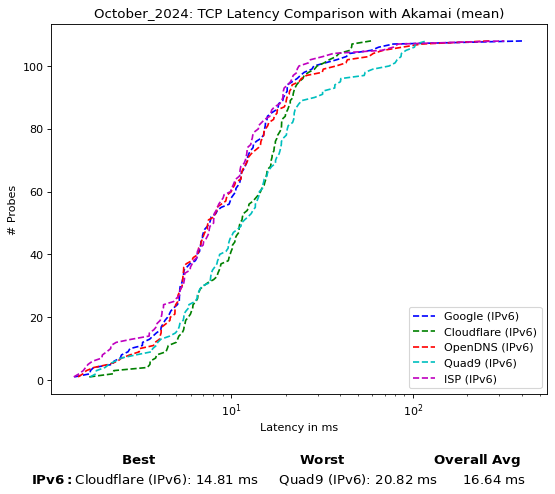 October_2024: TCP Latency Comparison with Akamai (mean)
# Probes
100
80
60
40
20
0
Google (IPv6)
Cloudflare (IPv6)
OpenDNS (IPv6)
Quad9 (IPv6)
ISP (IPv6)
10¹ 10²
Latency in ms
Best Worst Overall Avg
IPv6: Cloudflare (IPv6): 14.81 ms Quad9 (IPv6): 20.82 ms 16.64 ms